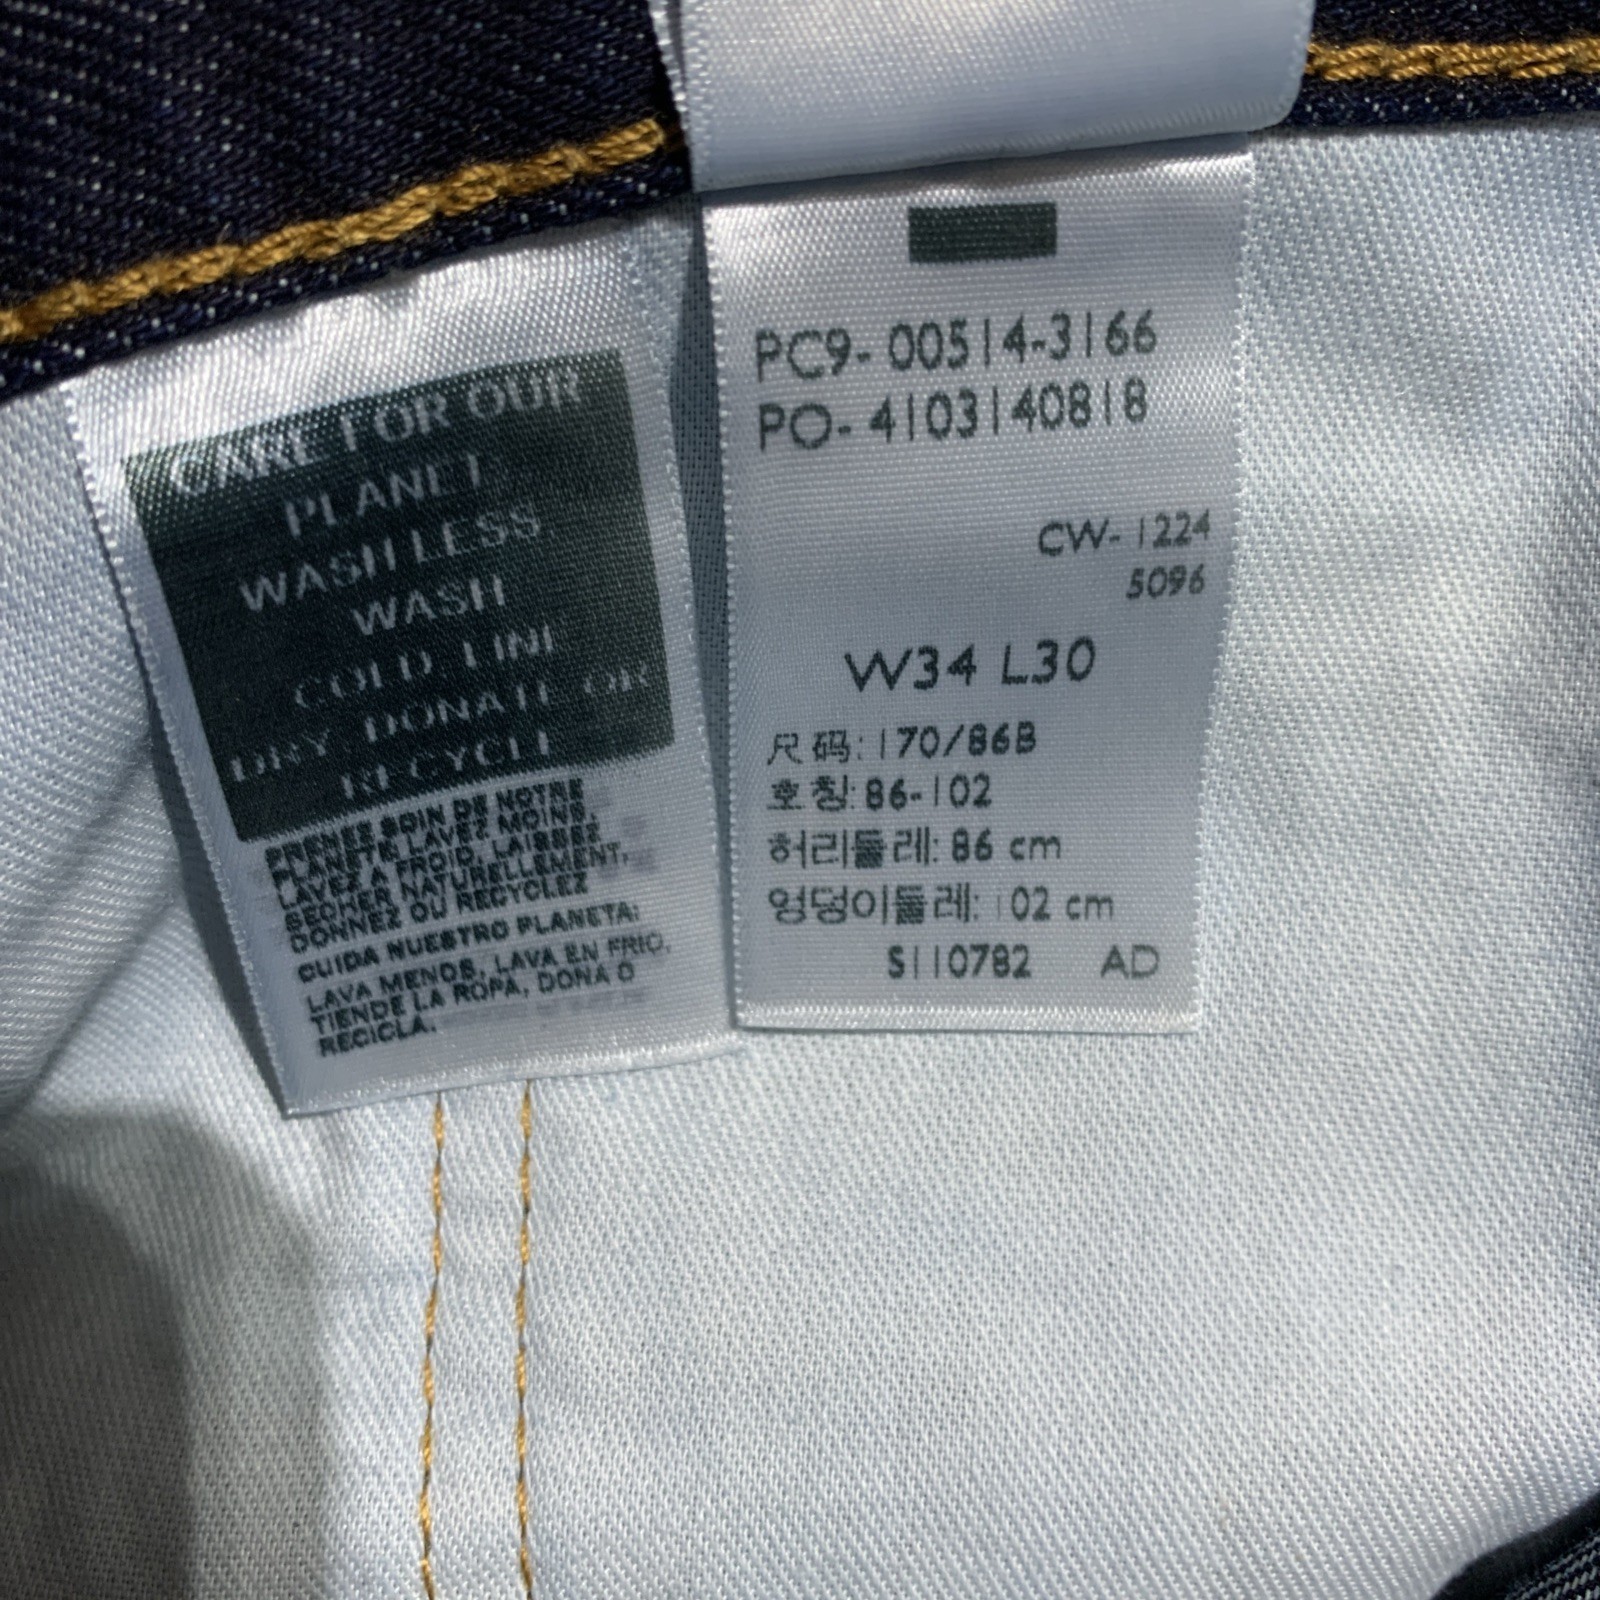 CARE FOR OUR
PLANET
WASH LESS
WASH
COLD, LINE
DRY, DONATE OR
RECYCLE
PRENEZ SOIN DE NOTRE
PLANETE LAVEZ MOINS,
LAVEZ A FROID, LAISSEZ
SECHER NATURELLEMENT,
DONNEZ OU RECYCLEZ
CUIDA NUESTRO PLANETA:
LAVA MENOS, LAVA EN FRIO,
TIENDE LA ROPA, DONA O
RECICLA.
PC9-00514-3166
PO-4103140818
CW-1224
5096
W34 L30
尺码:170/86B
호칭:86-102
허리둘레: 86 cm
엉덩이둘레: 102 cm
S110782 AD